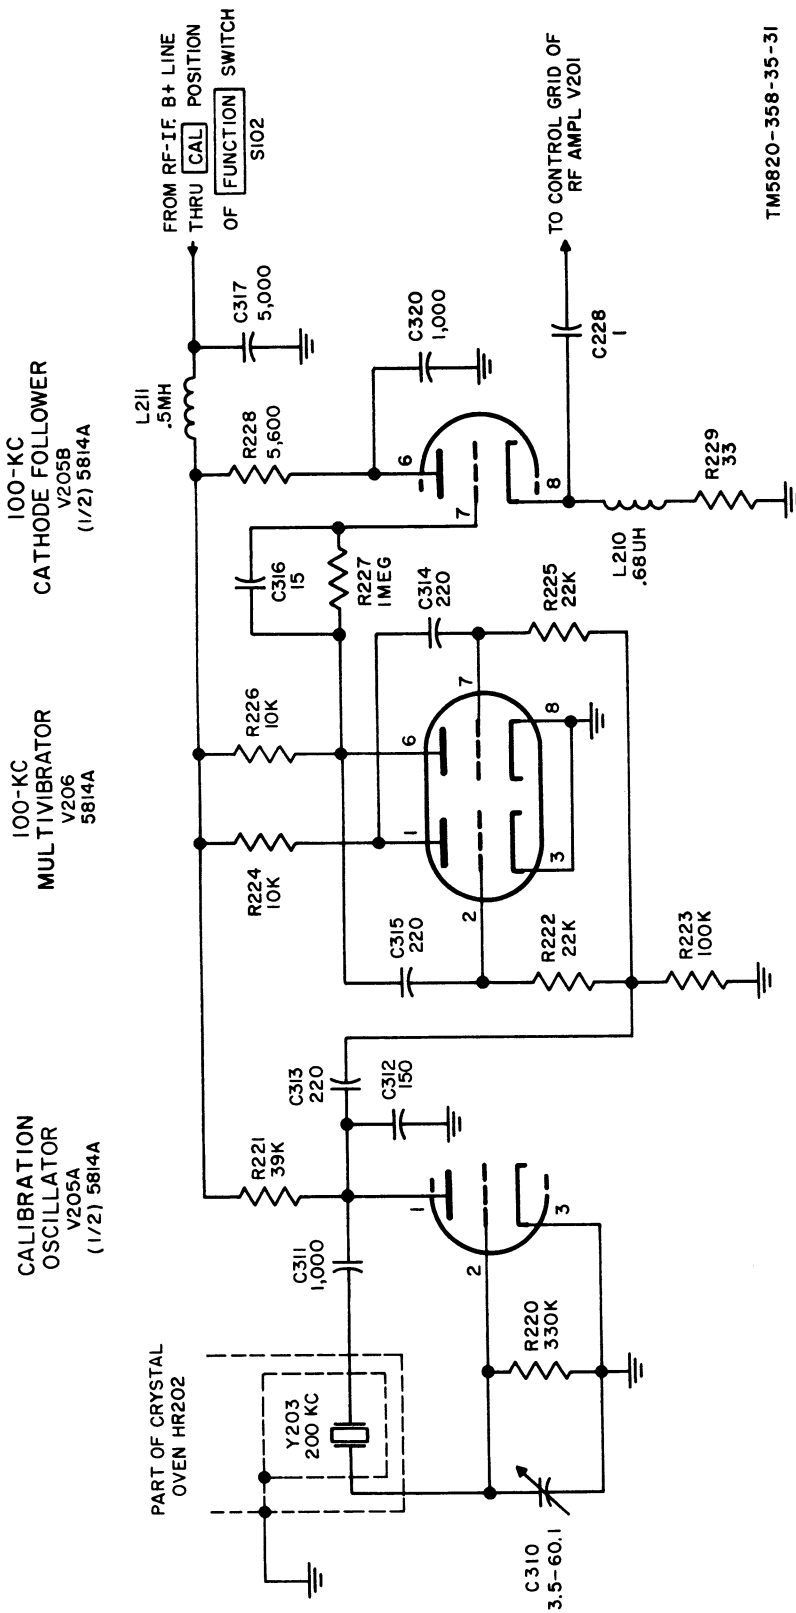 CALIBRATION
OSCILLATOR
V205A
(1/2) 5814A
100-KC
MULTIVIBRATOR
V206
5814A
100-KC
CATHODE FOLLOWER
V205B
(1/2) 5814A
FROM RF-I.F. B+ LINE
THRU CAL POSITION
OF FUNCTION SWITCH
S102
PART OF CRYSTAL
OVEN HR202
Y203
200 KC
C311
1,000
R221
39K
C313
220
C312
150
R224
10K
R226
10K
C316
15
R227
1MEG
L211
.5MH
R228
5,600
C317
5,000
C320
1,000
C315
220
C314
220
1
2
3
1
6
2
7
3
8
6
7
8
C310
3.5-60.1
R220
330K
R222
22K
R223
100K
R225
22K
L210
.68UH
R229
33
C228
1
TO CONTROL GRID OF
RF AMPL V201
TM5820-358-35-31